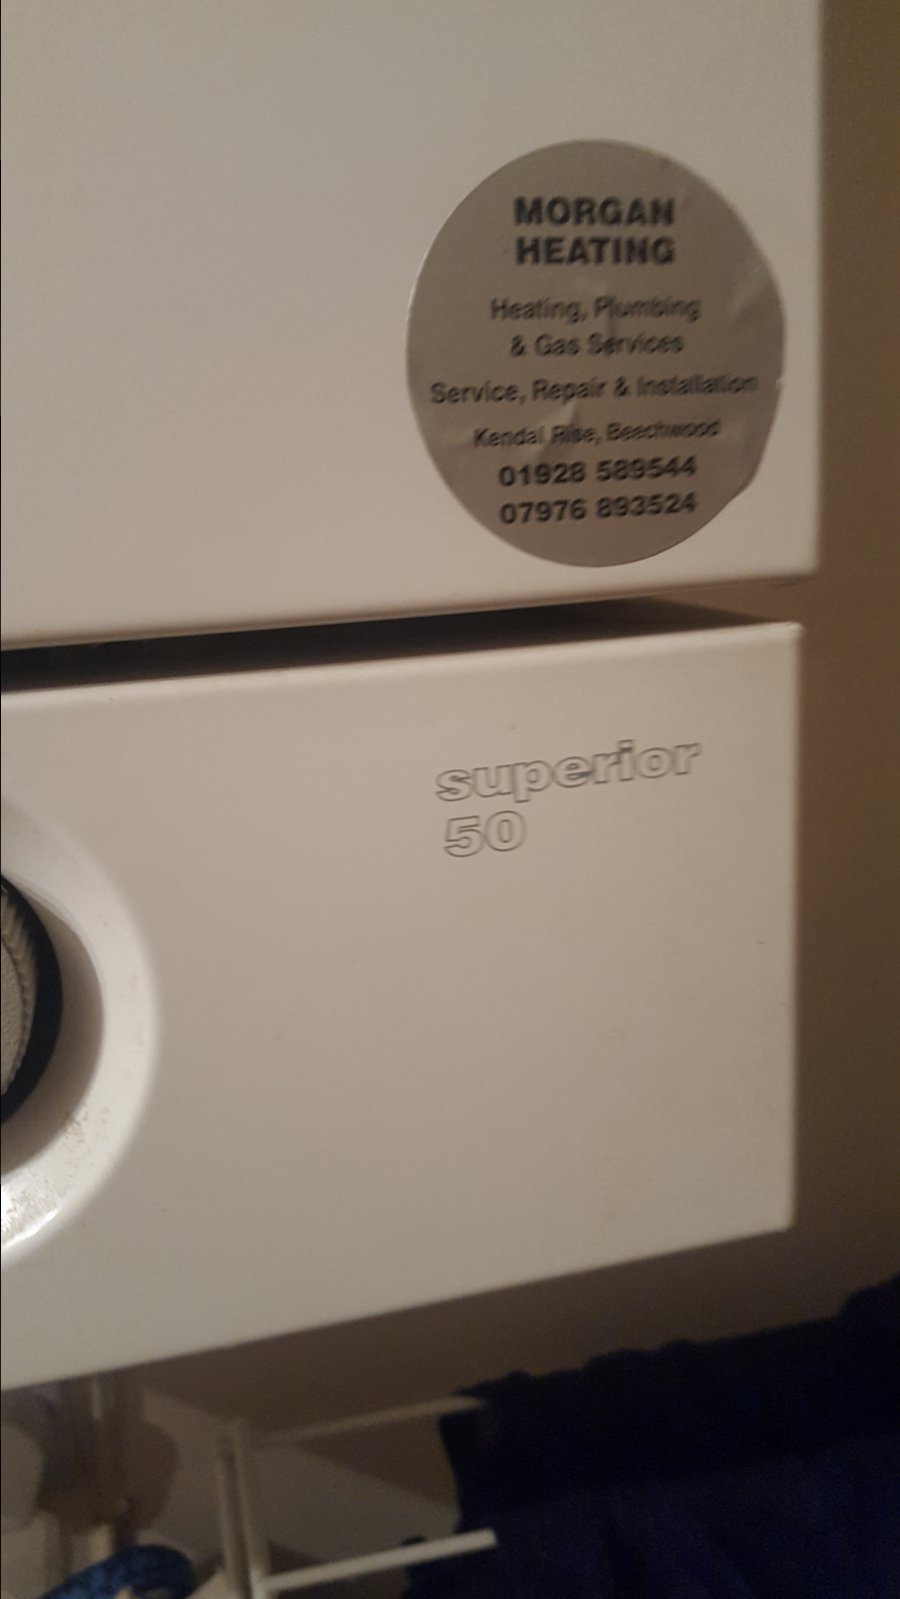 MORGAN
HEATING
Heating, Plumbing
& Gas Services
Service, Repair & Installation
Kendal Rise, Beechwood
01928 589544
07976 893524
superior
50